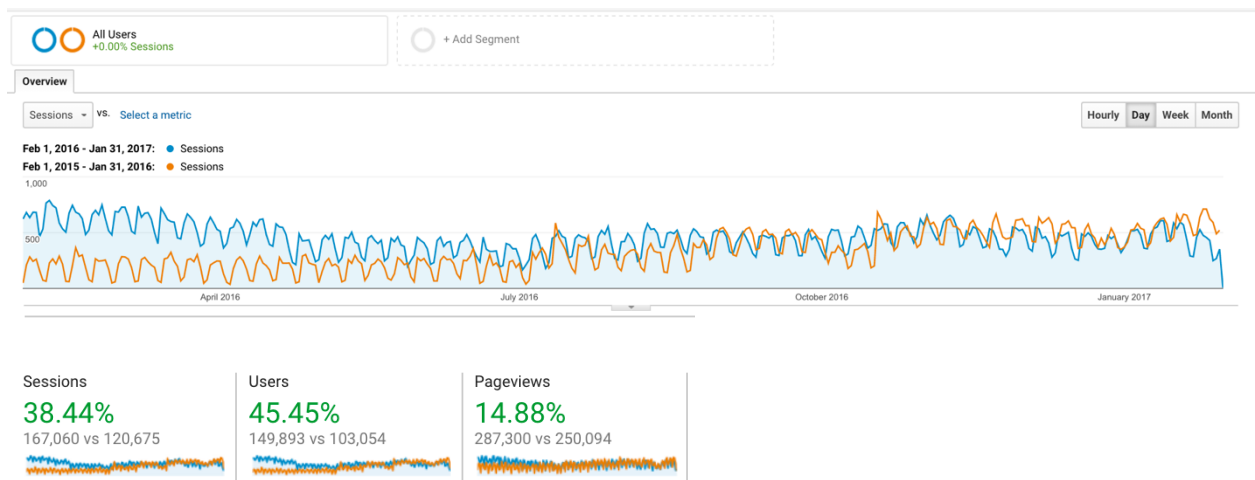 All Users
+0.00% Sessions
+ Add Segment
Overview
Sessions vs. Select a metric
Hourly Day Week Month
Feb 1, 2016 - Jan 31, 2017: Sessions
Feb 1, 2015 - Jan 31, 2016: Sessions
1,000
500
April 2016 July 2016 October 2016 January 2017
Sessions Users Pageviews
38.44% 45.45% 14.88%
167,060 vs 120,675 149,893 vs 103,054 287,300 vs 250,094